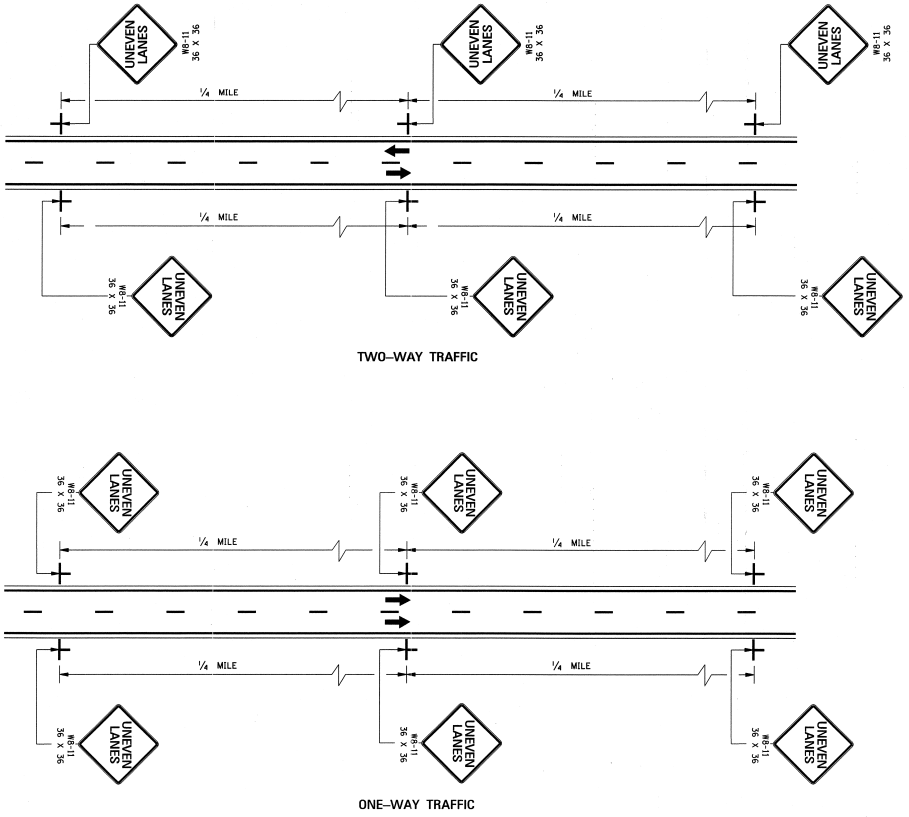 UNEVEN
LANES
W8-11
36 X 36
UNEVEN
LANES
W8-11
36 X 36
UNEVEN
LANES
W8-11
36 X 36
1/4 MILE
1/4 MILE
1/4 MILE
1/4 MILE
UNEVEN
LANES
W8-11
36 X 36
UNEVEN
LANES
W8-11
36 X 36
UNEVEN
LANES
W8-11
36 X 36
TWO-WAY TRAFFIC
UNEVEN
LANES
W8-11
36 X 36
UNEVEN
LANES
W8-11
36 X 36
UNEVEN
LANES
W8-11
36 X 36
1/4 MILE
1/4 MILE
1/4 MILE
1/4 MILE
UNEVEN
LANES
W8-11
36 X 36
UNEVEN
LANES
W8-11
36 X 36
UNEVEN
LANES
W8-11
36 X 36
ONE-WAY TRAFFIC